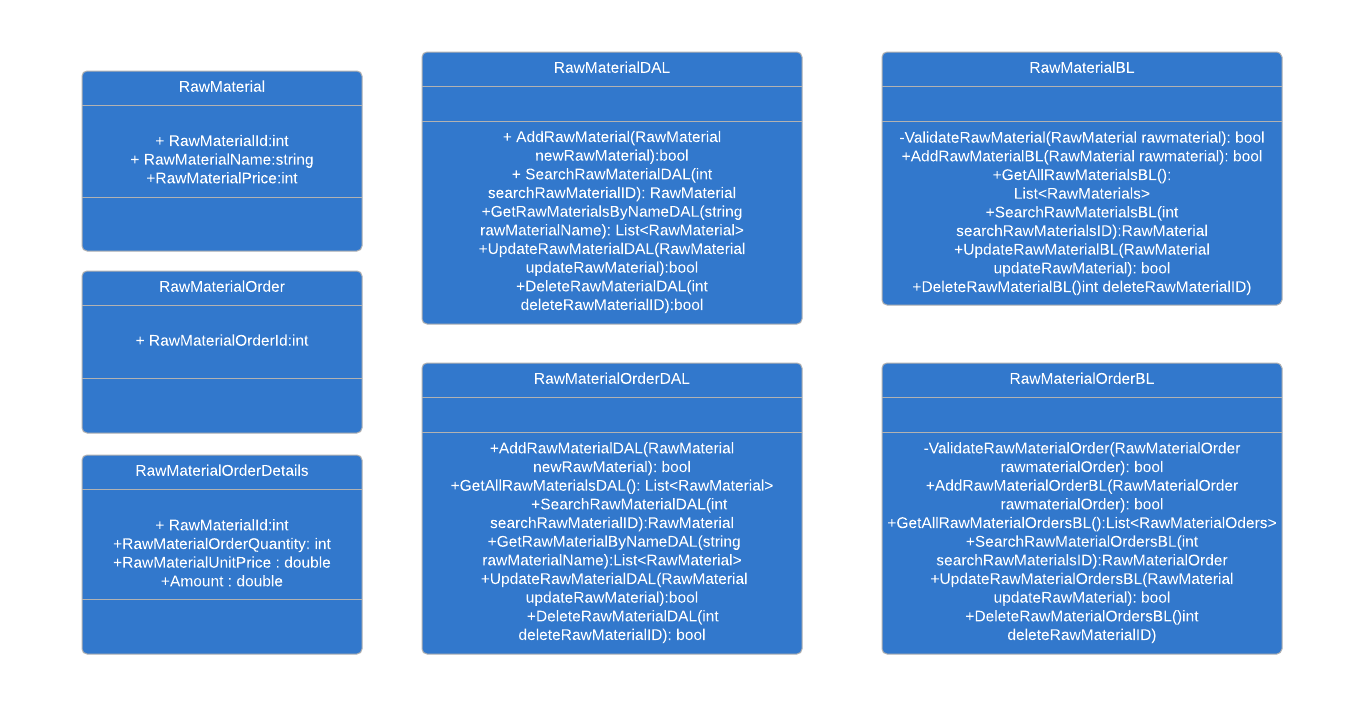 RawMaterial
+ RawMaterialId:int
+ RawMaterialName:string
+RawMaterialPrice:int
RawMaterialOrder
+ RawMaterialOrderId:int
RawMaterialOrderDetails
+ RawMaterialId:int
+RawMaterialOrderQuantity: int
+RawMaterialUnitPrice : double
+Amount : double
RawMaterialDAL
+ AddRawMaterial(RawMaterial
newRawMaterial):bool
+ SearchRawMaterialDAL(int
searchRawMaterialID): RawMaterial
+GetRawMaterialsByNameDAL(string
rawMaterialName): List<RawMaterial>
+UpdateRawMaterialDAL(RawMaterial
updateRawMaterial):bool
+DeleteRawMaterialDAL(int
deleteRawMaterialID):bool
RawMaterialOrderDAL
+AddRawMaterialDAL(RawMaterial
newRawMaterial): bool
+GetAllRawMaterialsDAL(): List<RawMaterial>
+SearchRawMaterialDAL(int
searchRawMaterialID):RawMaterial
+GetRawMaterialByNameDAL(string
rawMaterialName):List<RawMaterial>
+UpdateRawMaterialDAL(RawMaterial
updateRawMaterial):bool
+DeleteRawMaterialDAL(int
deleteRawMaterialID): bool
RawMaterialBL
-ValidateRawMaterial(RawMaterial rawmaterial): bool
+AddRawMaterialBL(RawMaterial rawmaterial): bool
+GetAllRawMaterialsBL():
List<RawMaterials>
+SearchRawMaterialsBL(int
searchRawMaterialsID):RawMaterial
+UpdateRawMaterialBL(RawMaterial
updateRawMaterial): bool
+DeleteRawMaterialBL()int deleteRawMaterialID)
RawMaterialOrderBL
-ValidateRawMaterialOrder(RawMaterialOrder
rawmaterialOrder): bool
+AddRawMaterialOrderBL(RawMaterialOrder
rawmaterialOrder): bool
+GetAllRawMaterialOrdersBL():List<RawMaterialOders>
+SearchRawMaterialOrdersBL(int
searchRawMaterialsID):RawMaterialOrder
+UpdateRawMaterialOrdersBL(RawMaterial
updateRawMaterial): bool
+DeleteRawMaterialOrdersBL()int
deleteRawMaterialID)